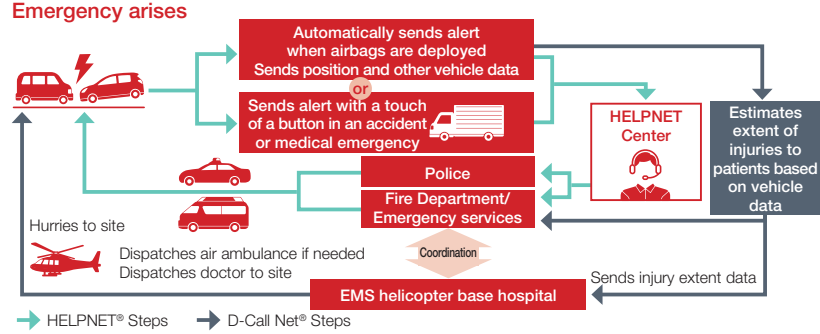 Emergency arises
Automatically sends alert
when airbags are deployed
Sends position and other vehicle data
or
Sends alert with a touch
of a button in an accident
or medical emergency
HELPNET
Center
Estimates
extent of
injuries to
patients based
on vehicle
data
Police
Fire Department/
Emergency services
Hurries to site
Dispatches air ambulance if needed
Dispatches doctor to site
Coordination
Sends injury extent data
EMS helicopter base hospital
HELPNET® Steps
D-Call Net® Steps